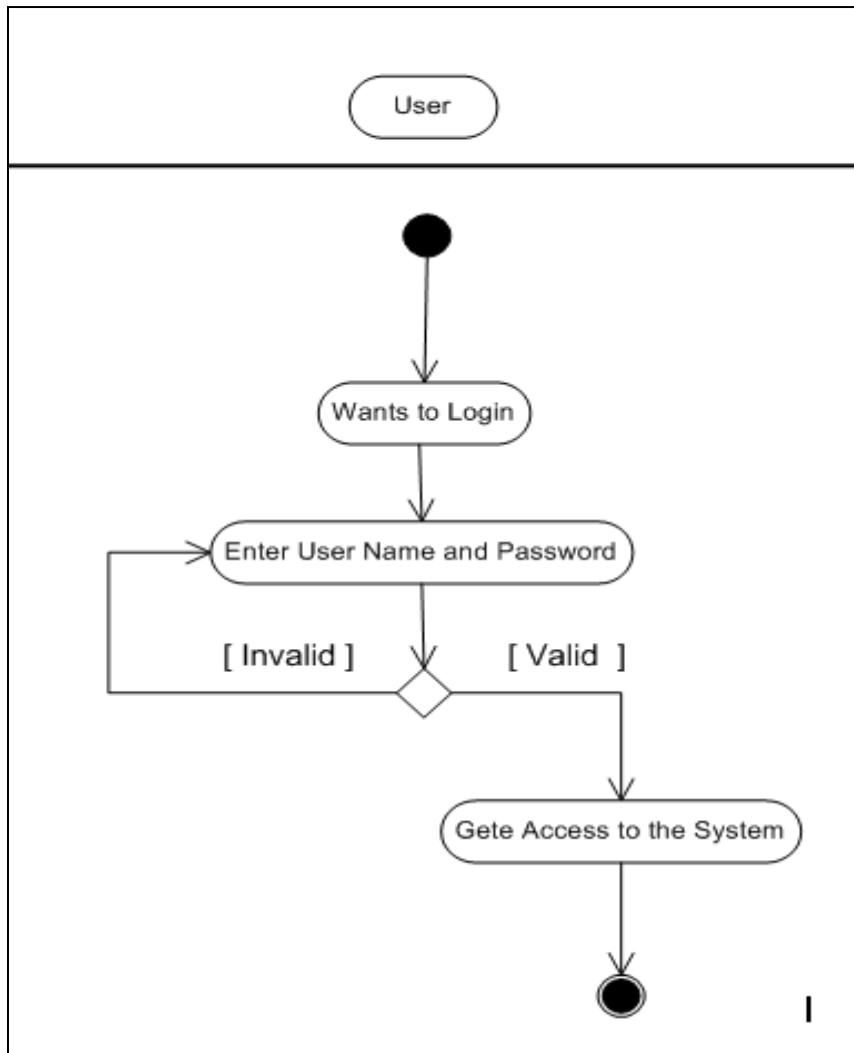 User
Wants to Login
Enter User Name and Password
[ Invalid ]
[ Valid ]
Gete Access to the System
I